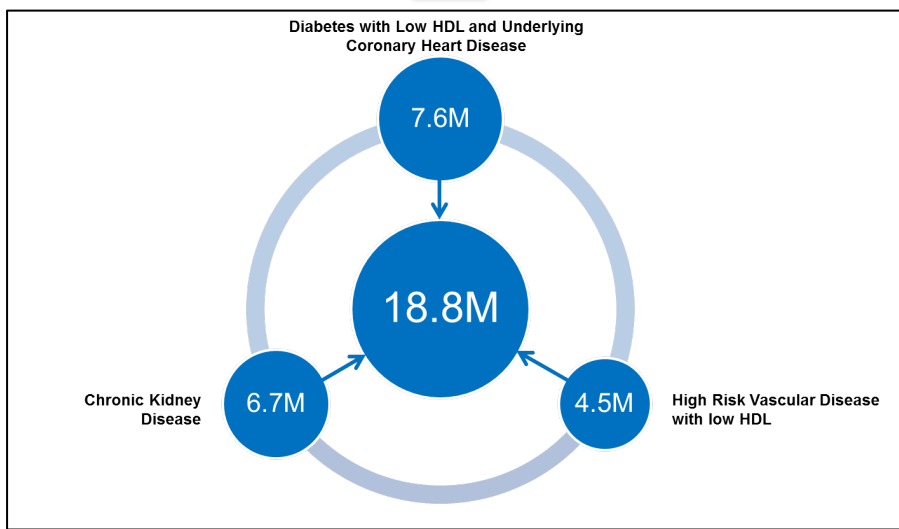 Diabetes with Low HDL and Underlying
Coronary Heart Disease
7.6M
18.8M
Chronic Kidney
Disease
6.7M
4.5M
High Risk Vascular Disease
with low HDL